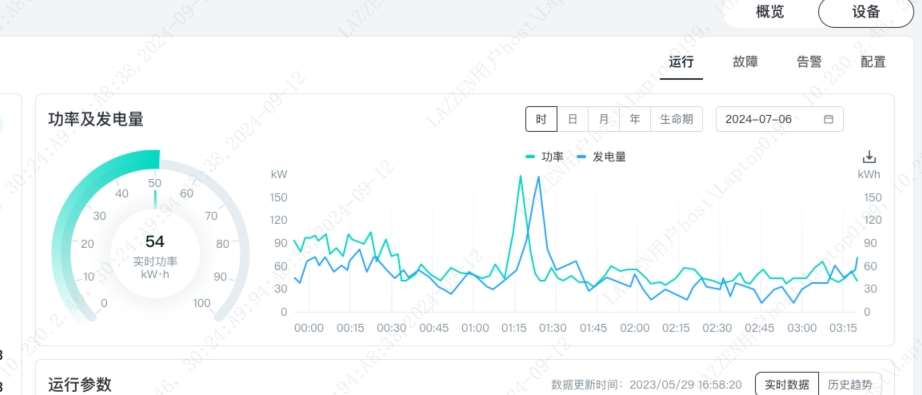 概览 设备
运行 故障 告警 配置
功率及发电量
时 日 月 年 生命期 2024-07-06
功率 发电量
kW kWh
150 150
120 120
90 90
60 60
30 30
0 0
00:00 00:15 00:30 00:45 01:00 01:15 01:30 01:45 02:00 02:15 02:30 02:45 03:00 03:15
0 10 20 30 40 50 60 70 80 90 100
54
实时功率
kW·h
运行参数
数据更新时间：2023/05/29 16:58:20 实时数据 历史趋势